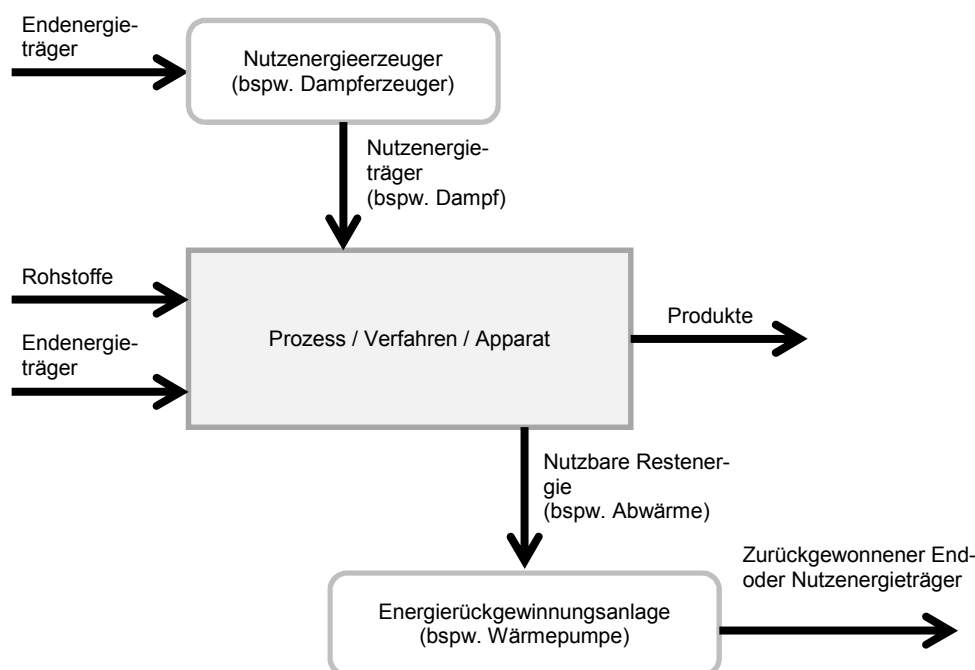 Endenergie-
träger
Nutzenergieerzeuger
(bspw. Dampferzeuger)
Nutzenergie-
träger
(bspw. Dampf)
Rohstoffe
Endenergie-
träger
Prozess / Verfahren / Apparat
Produkte
Nutzbare Restener-
gie
(bspw. Abwärme)
Zurückgewonnener End-
oder Nutzenergieträger
Energierückgewinnungsanlage
(bspw. Wärmepumpe)